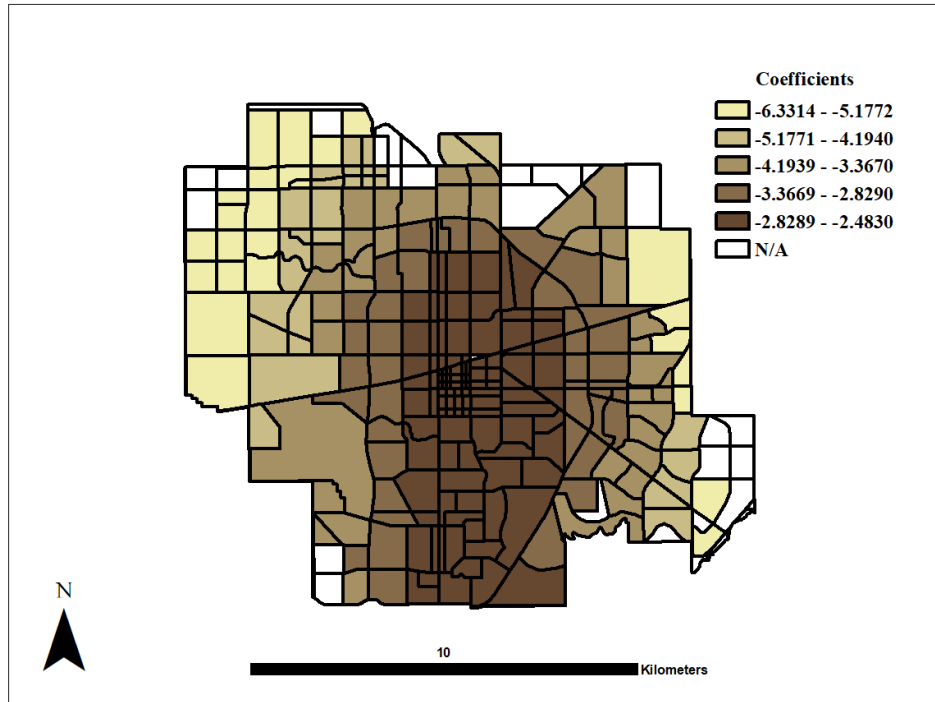 Coefficients
-6.3314 - -5.1772
-5.1771 - -4.1940
-4.1939 - -3.3670
-3.3669 - -2.8290
-2.8289 - -2.4830
N/A
N
10
Kilometers